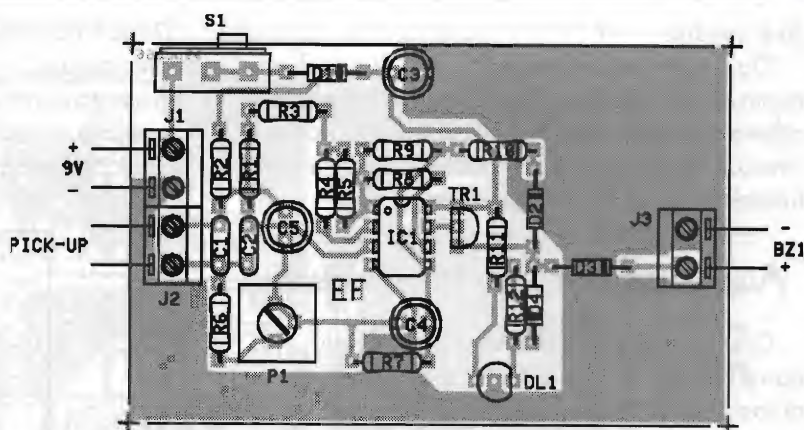 S1
D1
C3
J1
R3
+
9V
-
R2
R1
R4
R5
R9
R8
R10
TR1
IC1
D2
J3
-
BZ1
+
PICK-UP
C1
C2
C5
R11
D3
J2
EF
R12
D4
R6
C4
P1
R7
DL1